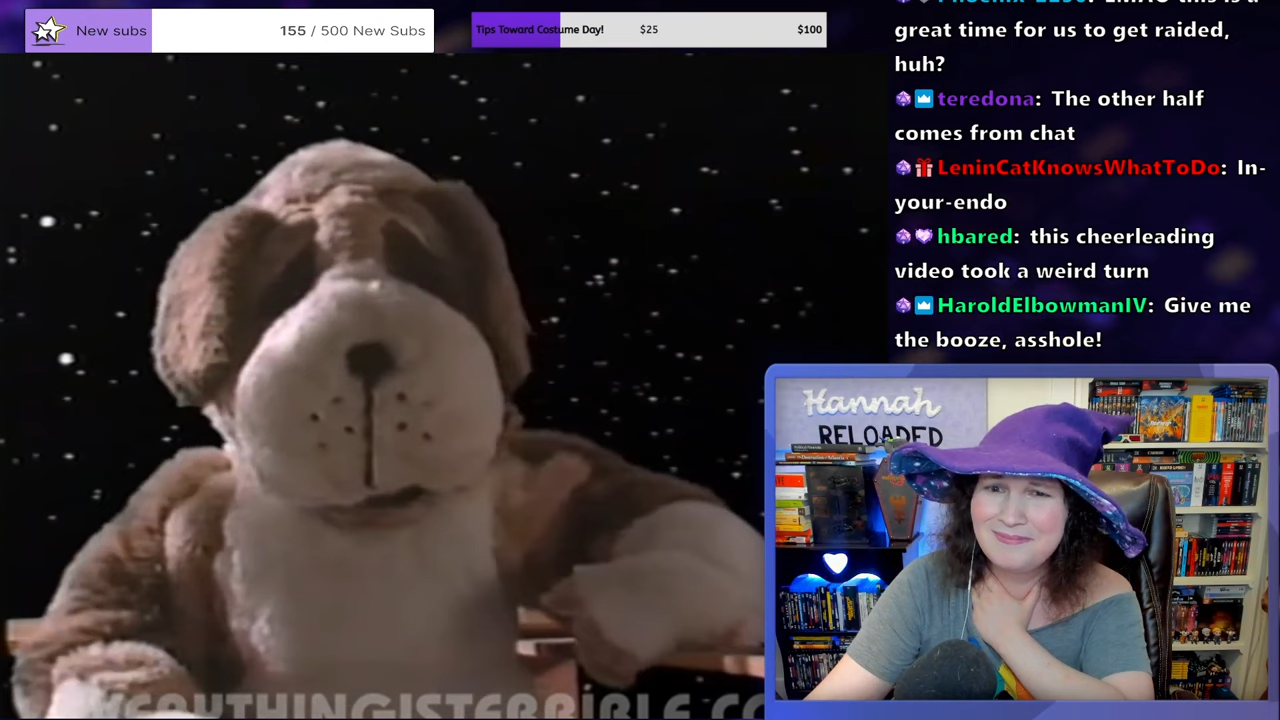 New subs
155 / 500 New Subs
Tips Toward Costume Day!
$25
$100
great time for us to get raided,
huh?
teredona: The other half
comes from chat
LeninCatKnowsWhatToDo: In-
your-endo
hbared: this cheerleading
video took a weird turn
HaroldElbowmanIV: Give me
the booze, asshole!
Hannah
RELOADED